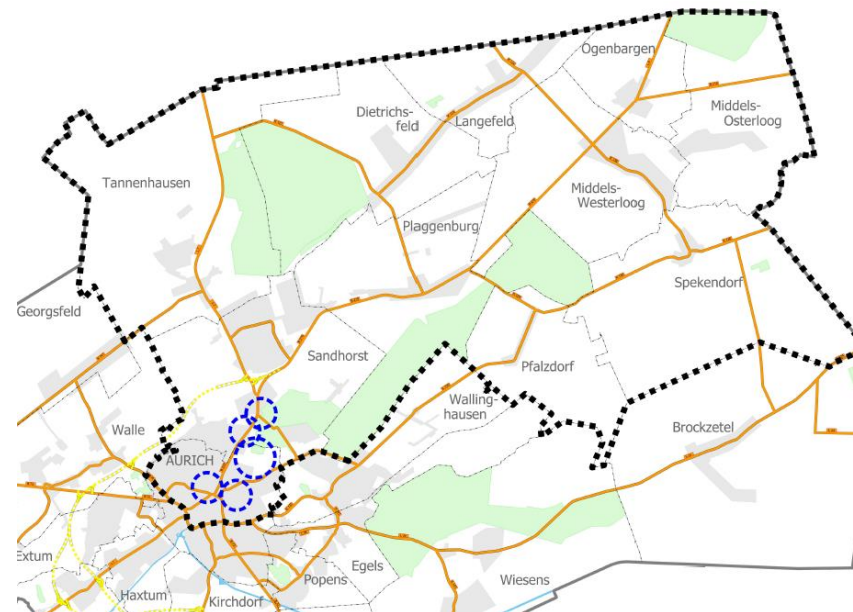 Ogenbargen
Dietrichs-
feld
Langefeld
Middels-
Osterloog
Tannenhausen
Middels-
Westerloog
Plaggenburg
Spekendorf
Georgsfeld
Sandhorst
Pfalzdorf
Walling-
hausen
Walle
Brockzetel
AURICH
Extum
Egels
Popens
Wiesens
Haxtum
Kirchdorf